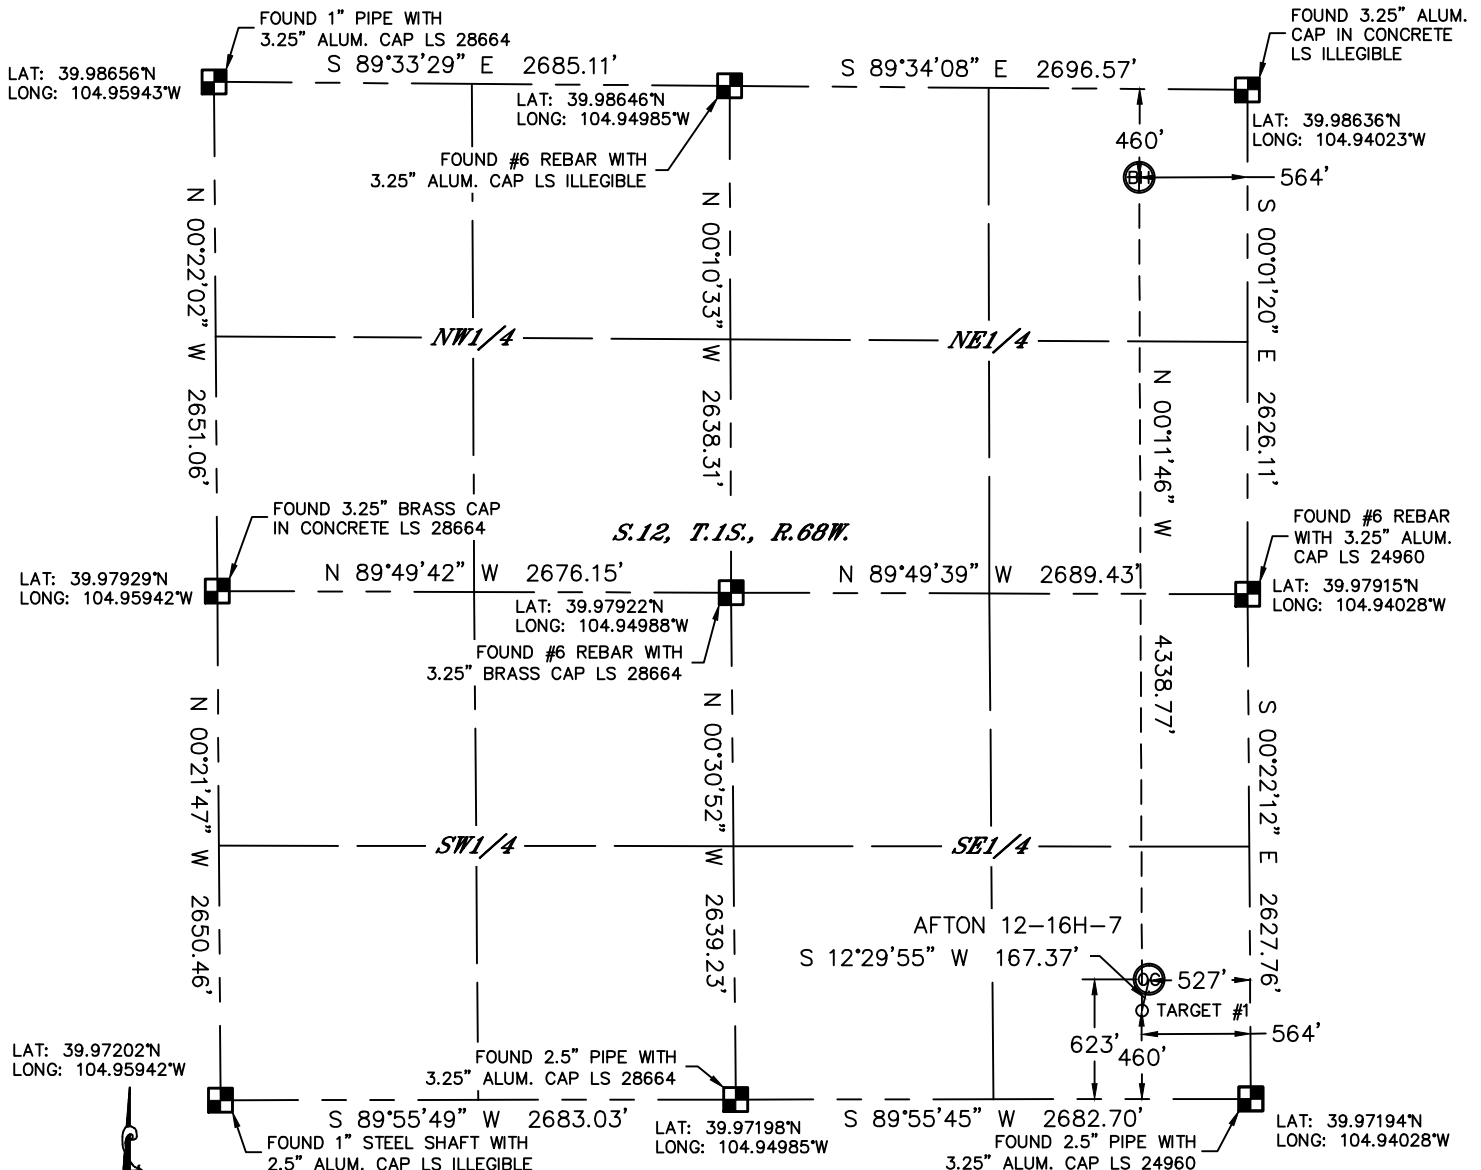 FOUND 1" PIPE WITH
3.25" ALUM. CAP LS 28664
FOUND 3.25" ALUM.
CAP IN CONCRETE
LS ILLEGIBLE
LAT: 39.98656°N
LONG: 104.95943°W
S 89°33'29" E 2685.11'
S 89°34'08" E 2696.57'
LAT: 39.98646°N
LONG: 104.94985°W
LAT: 39.98636°N
LONG: 104.94023°W
460'
FOUND #6 REBAR WITH
3.25" ALUM. CAP LS ILLEGIBLE
BH
564'
N 00°22'02" W 2651.06'
N 00°10'33" W 2638.31'
S 00°01'20" E 2626.11'
NW1/4
NE1/4
N 00°11'46" W 4338.77'
FOUND 3.25" BRASS CAP
IN CONCRETE LS 28664
S.12, T.1S., R.68W.
FOUND #6 REBAR
WITH 3.25" ALUM.
CAP LS 24960
LAT: 39.97929°N
LONG: 104.95942°W
N 89°49'42" W 2676.15'
N 89°49'39" W 2689.43'
LAT: 39.97922°N
LONG: 104.94988°W
LAT: 39.97915°N
LONG: 104.94028°W
FOUND #6 REBAR WITH
3.25" BRASS CAP LS 28664
N 00°21'47" W 2650.46'
N 00°30'52" W 2639.23'
S 00°22'12" E 2627.76'
SW1/4
SE1/4
AFTON 12-16H-7
S 12°29'55" W 167.37'
OG
527'
TARGET #1
564'
623'
460'
LAT: 39.97202°N
LONG: 104.95942°W
FOUND 2.5" PIPE WITH
3.25" ALUM. CAP LS 28664
S 89°55'49" W 2683.03'
S 89°55'45" W 2682.70'
FOUND 1" STEEL SHAFT WITH
2.5" ALUM. CAP LS ILLEGIBLE
LAT: 39.97198°N
LONG: 104.94985°W
FOUND 2.5" PIPE WITH
3.25" ALUM. CAP LS 24960
LAT: 39.97194°N
LONG: 104.94028°W